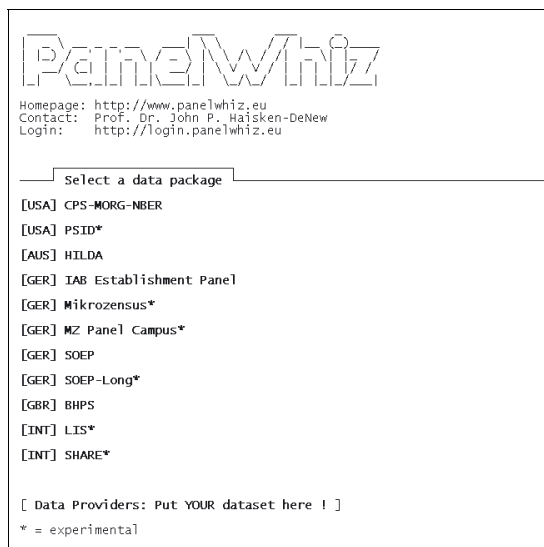 PanelWhiz
Homepage: http://www.panelwhiz.eu
Contact: Prof. Dr. John P. Haisken-DeNew
Login: http://login.panelwhiz.eu
Select a data package
[USA] CPS-MORG-NBER
[USA] PSID*
[AUS] HILDA
[GER] IAB Establishment Panel
[GER] Mikrozensus*
[GER] MZ Panel Campus*
[GER] SOEP
[GER] SOEP-Long*
[GBR] BHPS
[INT] LIS*
[INT] SHARE*
[ Data Providers: Put YOUR dataset here ! ]
* = experimental